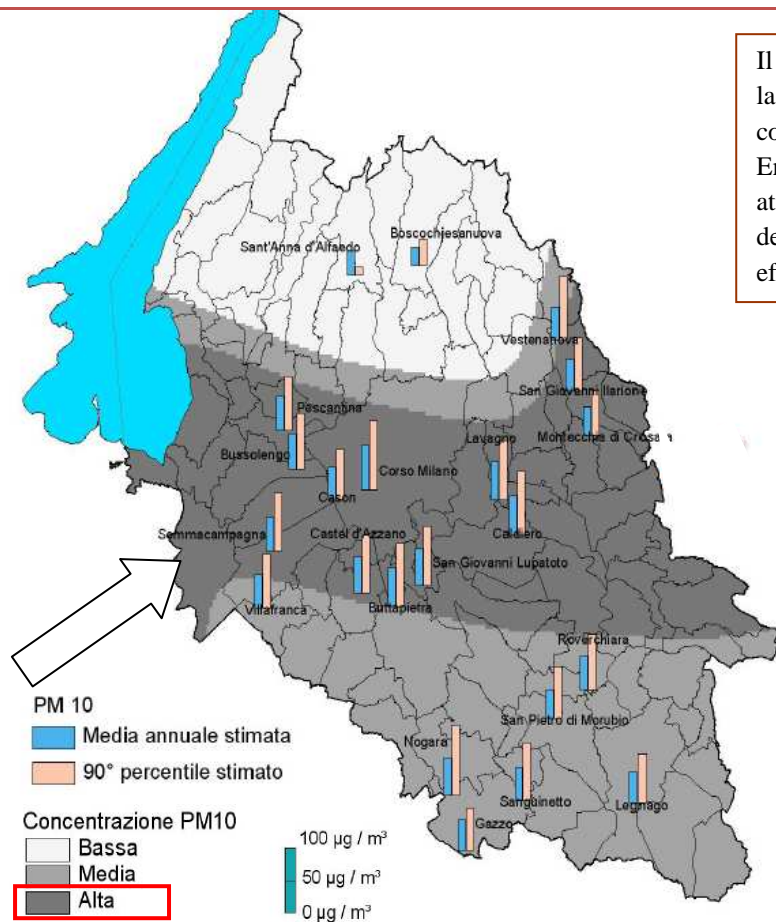 Il
la
co
En
at
de
ef
Boscochiesanuova
Sant'Anna d'Alfaedo
Vestenanova
San Giovanni Ilarione
Pescantina
Montecchia di Crosara
Lavagno
Bussolengo
Corso Milano
Cason
Sommacampagna
Castel d'Azzano
Caldiero
San Giovanni Lupatoto
Villafranca
Buttapietra
Roverchiara
San Pietro di Morubio
Nogara
Sanguinetto
Legnago
Gazzo
PM 10
Media annuale stimata
90° percentile stimato
Concentrazione PM10
Bassa
Media
Alta
100 µg / m³
50 µg / m³
0 µg / m³